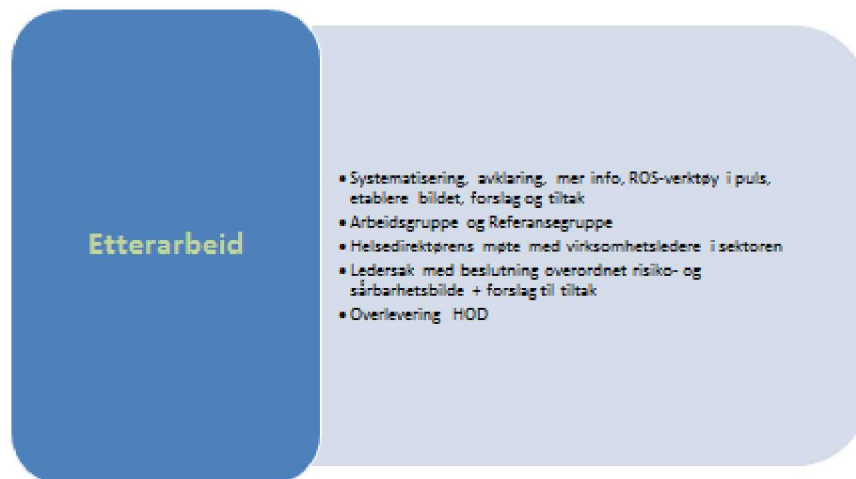 Etterarbeid
• Systematisering, avklaring, mer info, ROS-verktøy i puls,
etablere bildet, forslag og tiltak
• Arbeidsgruppe og Referansegruppe
• Helsedirektørens møte med virksomhetsledere i sektoren
• Ledersak med beslutning overordnet risiko- og
sårbarhetsbilde + forslag til tiltak
• Overlevering HOD